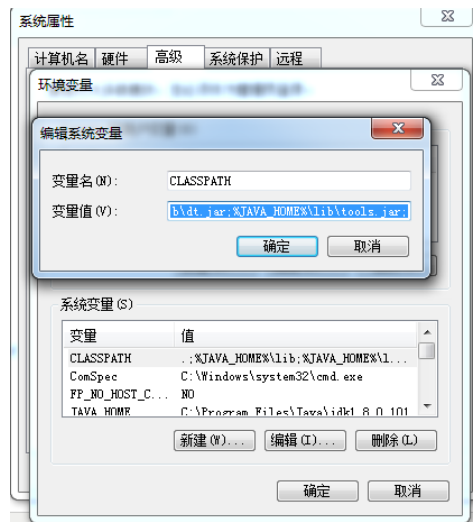 系统属性
计算机名 硬件 高级 系统保护 远程
环境变量
编辑系统变量
变量名(N): CLASSPATH
变量值(V): b\dt.jar;%JAVA_HOME%\lib\tools.jar;
确定 取消
系统变量(S)
变量 值
CLASSPATH .;%JAVA_HOME%\lib;%JAVA_HOME%\l...
ComSpec C:\Windows\system32\cmd.exe
FP_NO_HOST_C... NO
JAVA_HOME C:\Program Files\Java\jdk1.8.0_101
新建(W)... 编辑(I)... 删除(L)
确定 取消